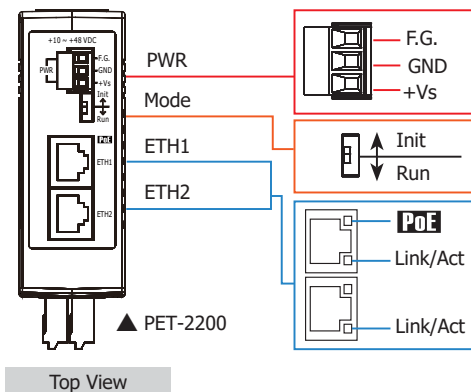 +10 ~ +48 VDC
F.G.
PWR
GND
+Vs
Init
Run
PoE
ETH1
ETH2
PWR
Mode
ETH1
ETH2
F.G.
GND
+Vs
Init
Run
PoE
Link/Act
Link/Act
▲ PET-2200
Top View